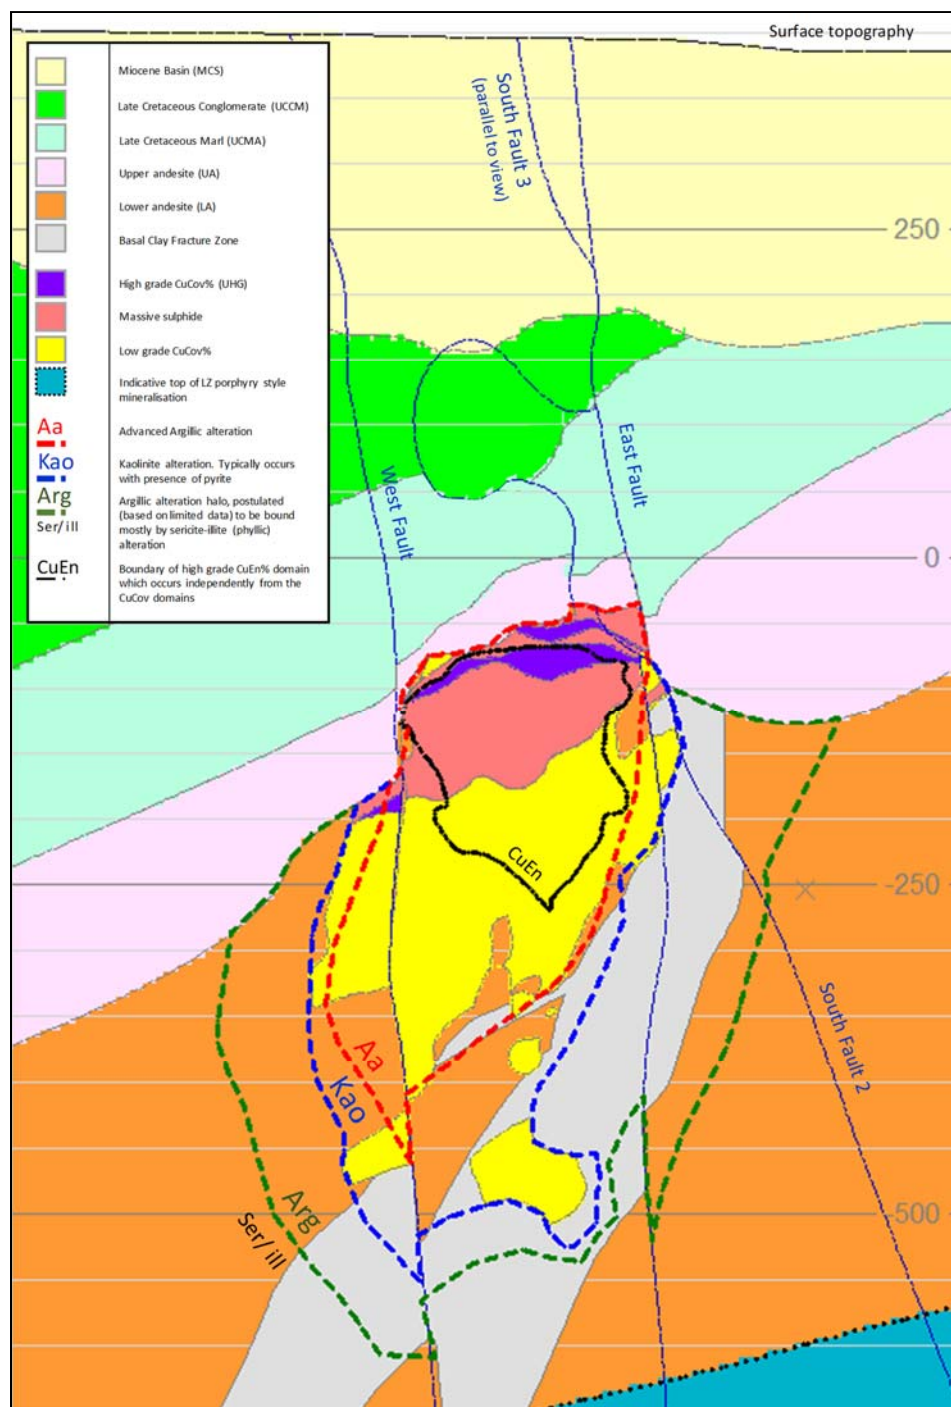 Surface topography
Miocene Basin (MCS)
Late Cretaceous Conglomerate (UCCM)
Late Cretaceous Marl (UCMA)
Upper andesite (UA)
Lower andesite (LA)
Basal Clay Fracture Zone
High grade CuCov% (UHG)
Massive sulphide
Low grade CuCov%
Indicative top of LZ porphyry style
mineralisation
Aa
Advanced Argillic alteration
Kao
Kaolinite alteration. Typically occurs
with presence of pyrite
Arg
Ser/ill
Argillic alteration halo, postulated
(based on limited data) to be bound
mostly by sericite-illite (phyllic)
alteration
CuEn
Boundary of high grade CuEn% domain
which occurs independently from the
CuCov domains
South Fault 3
(parallel to view)
250
West Fault
East Fault
0
CuEn
-250
South Fault 2
Aa
Kao
Arg
Ser/ ill
-500